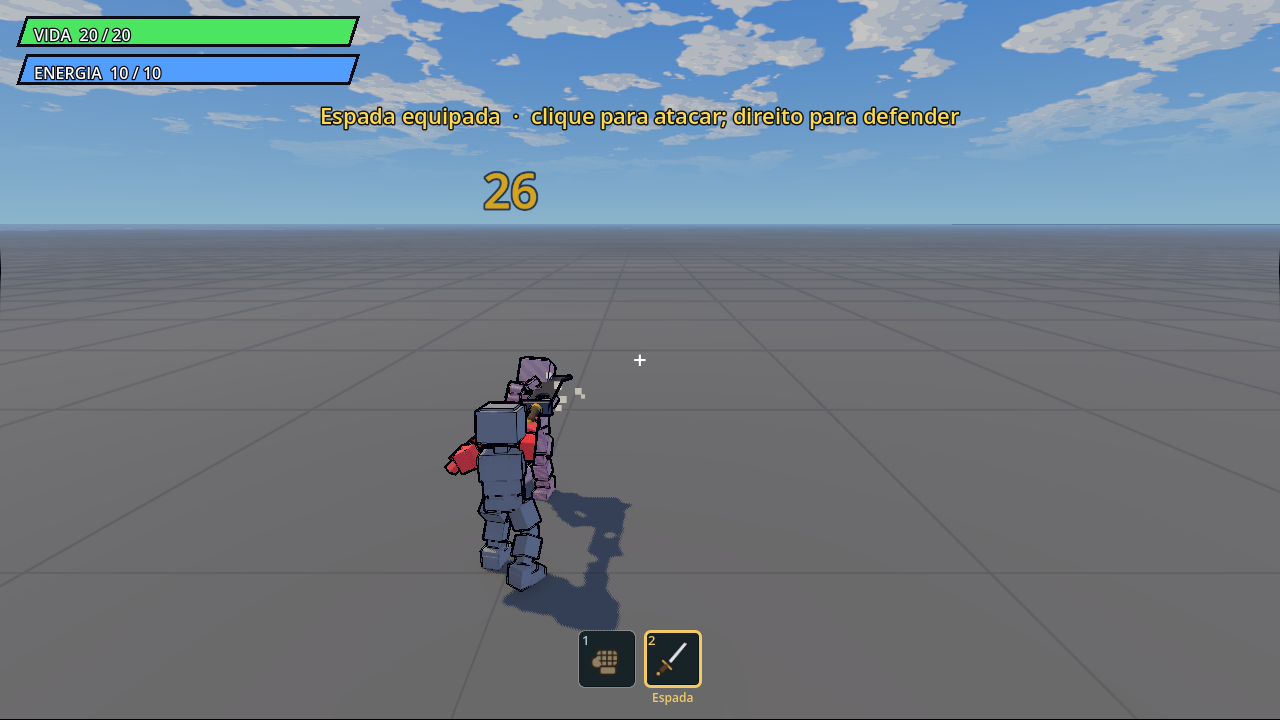 VIDA 20 / 20
ENERGIA 10 / 10
Espada equipada · clique para atacar; direito para defender
26
1
2
Espada